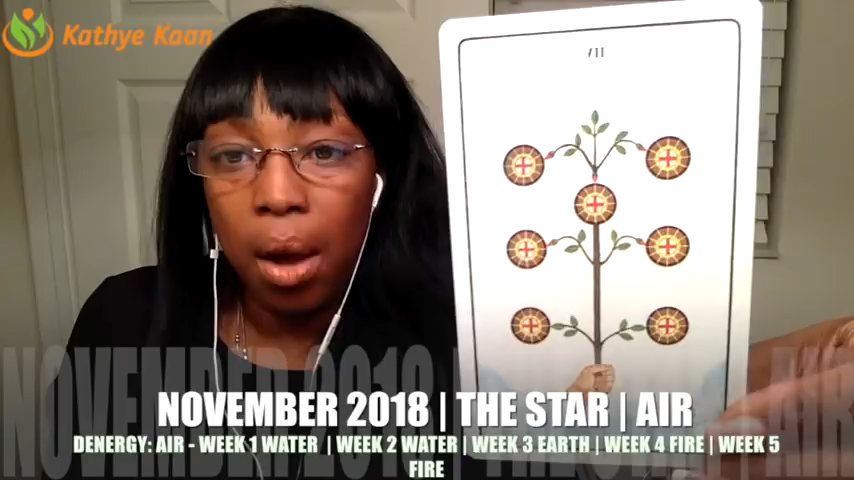 Kathye Kaan
VII
NOVEMBER 2018 | THE STAR | AIR
DENERGY: AIR - WEEK 1 WATER | WEEK 2 WATER | WEEK 3 EARTH | WEEK 4 FIRE | WEEK 5
FIRE